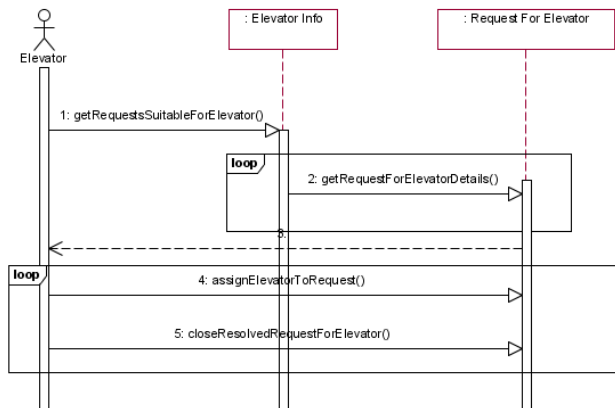 : Elevator Info
: Request For Elevator
Elevator
1: getRequestsSuitableForElevator()
loop
2: getRequestForElevatorDetails()
3:
loop
4: assignElevatorToRequest()
5: closeResolvedRequestForElevator()